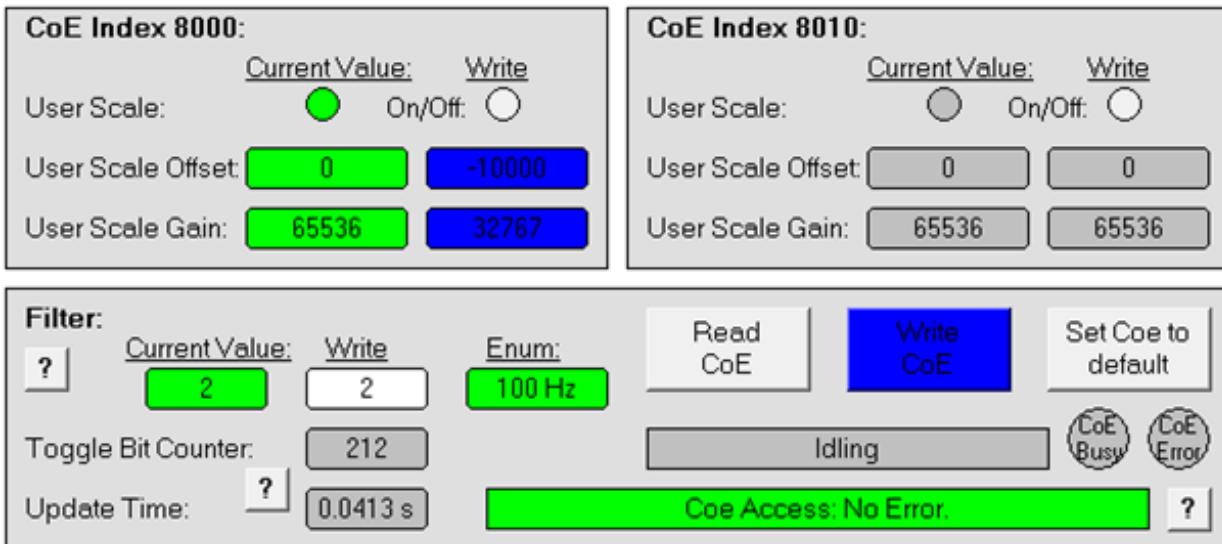 CoE Index 8000:
Current Value: Write
User Scale: On/Off:
User Scale Offset: 0 -10000
User Scale Gain: 65536 32767
CoE Index 8010:
Current Value: Write
User Scale: On/Off:
User Scale Offset: 0 0
User Scale Gain: 65536 65536
Filter:
? Current Value: Write Enum:
2 2 100 Hz
Toggle Bit Counter: 212
Update Time: ? 0.0413 s
Read
CoE
Write
CoE
Set Coe to
default
Idling
CoE
Busy
CoE
Error
Coe Access: No Error.
?